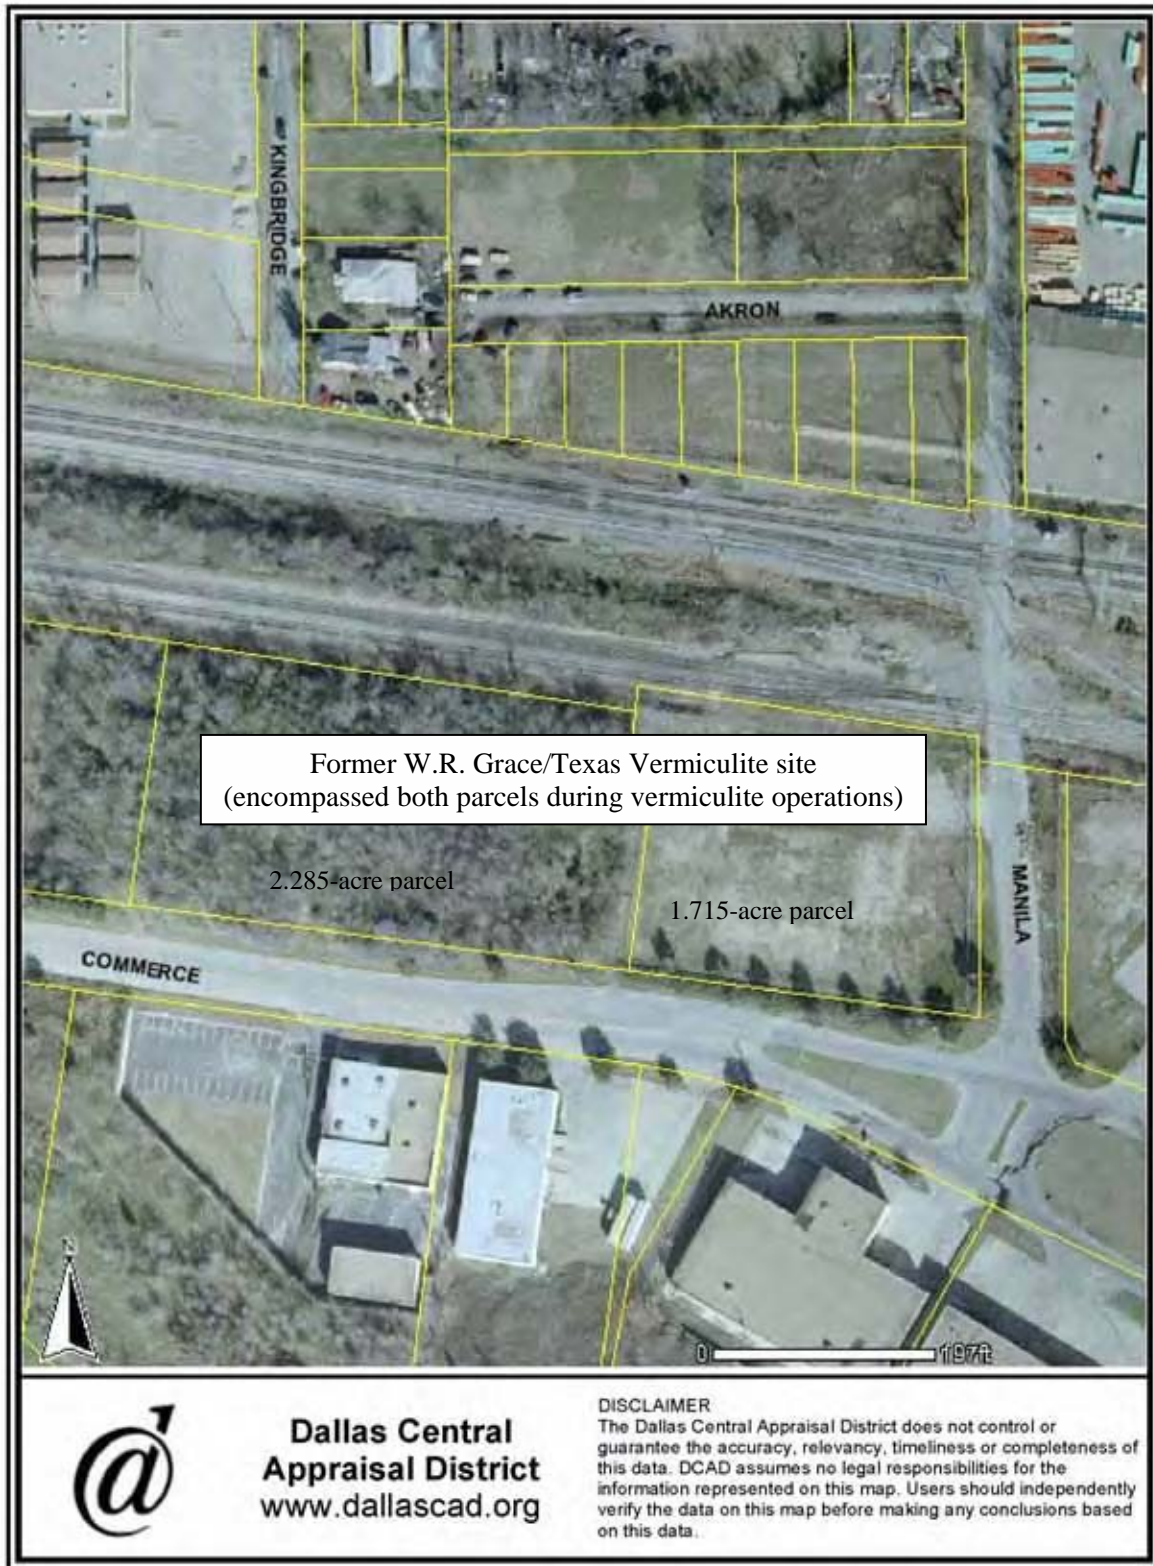 KINGBRIDGE
AKRON
Former W.R. Grace/Texas Vermiculite site
(encompassed both parcels during vermiculite operations)
2.285-acre parcel
1.715-acre parcel
MANILA
COMMERCE
N
0 197ft
Dallas Central
Appraisal District
www.dallascad.org
DISCLAIMER
The Dallas Central Appraisal District does not control or
guarantee the accuracy, relevancy, timeliness or completeness of
this data. DCAD assumes no legal responsibilities for the
information represented on this map. Users should independently
verify the data on this map before making any conclusions based
on this data.